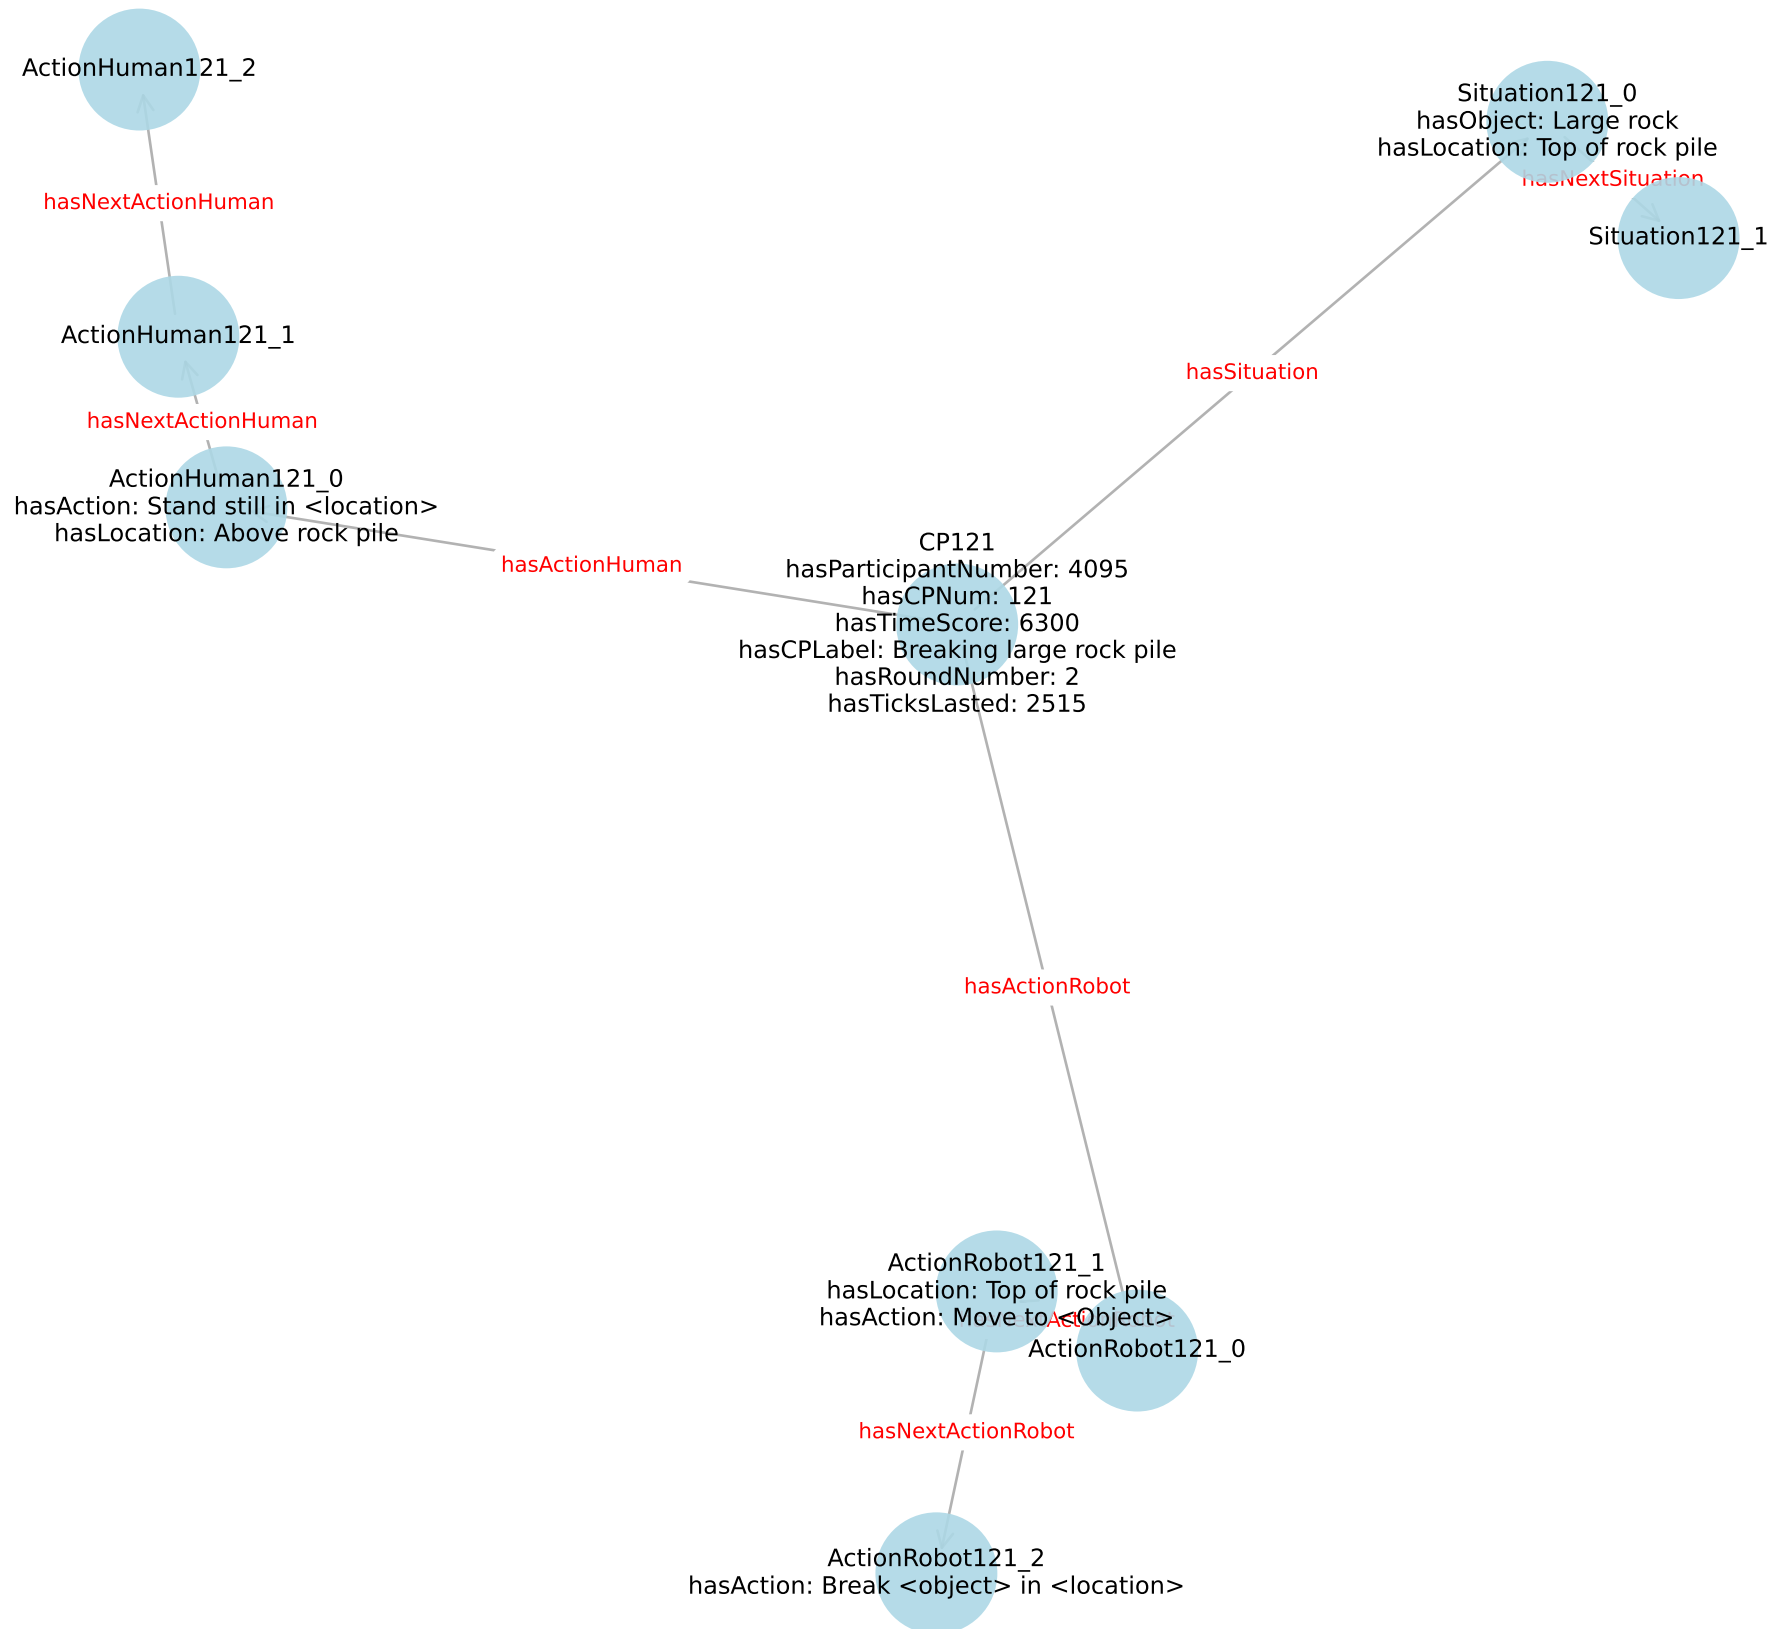 ActionHuman121_2
hasNextActionHuman
ActionHuman121_1
hasNextActionHuman
ActionHuman121_0
hasAction: Stand still in <location>
hasLocation: Above rock pile
hasActionHuman
Situation121_0
hasObject: Large rock
hasLocation: Top of rock pile
hasNextSituation
Situation121_1
hasSituation
CP121
hasParticipantNumber: 4095
hasCPNum: 121
hasTimeScore: 6300
hasCPLabel: Breaking large rock pile
hasRoundNumber: 2
hasTicksLasted: 2515
hasActionRobot
ActionRobot121_1
hasLocation: Top of rock pile
hasAction: Move to <Object>
ActionRobot121_0
hasNextActionRobot
ActionRobot121_2
hasAction: Break <object> in <location>